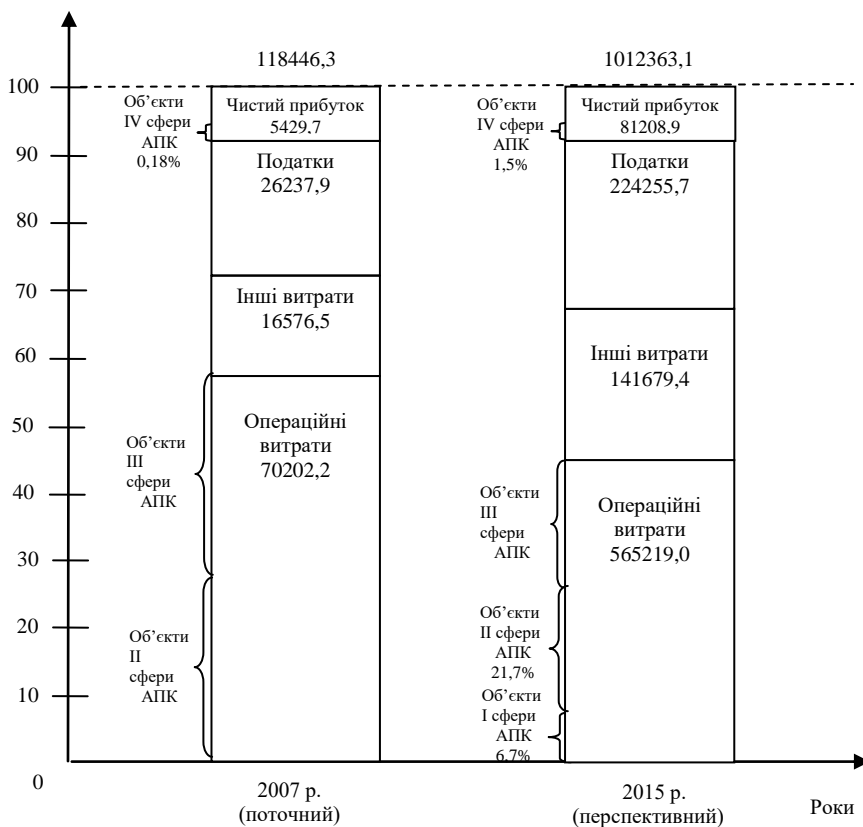 118446,3
1012363,1
100
90
80
70
60
50
40
30
20
10
0
Об’єкти
IV сфери
АПК
0,18%
Чистий прибуток
5429,7
Податки
26237,9
Інші витрати
16576,5
Операційні
витрати
70202,2
Об’єкти
III
сфери
АПК
Об’єкти
II
сфери
АПК
Об’єкти
IV сфери
АПК
1,5%
Чистий прибуток
81208,9
Податки
224255,7
Інші витрати
141679,4
Операційні
витрати
565219,0
Об’єкти
III
сфери
АПК
Об’єкти
II сфери
АПК
21,7%
Об’єкти
I сфери
АПК
6,7%
2007 р.
(поточний)
2015 р.
(перспективний)
Роки